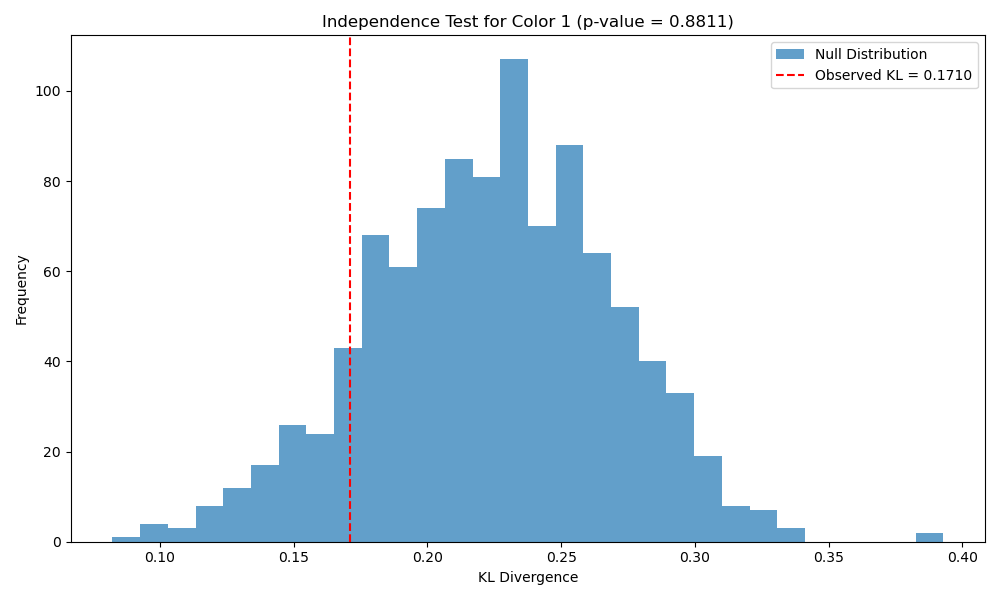 Independence Test for Color 1 (p-value = 0.8811)
Null Distribution
Observed KL = 0.1710
Frequency
100
80
60
40
20
0
0.10 0.15 0.20 0.25 0.30 0.35 0.40
KL Divergence